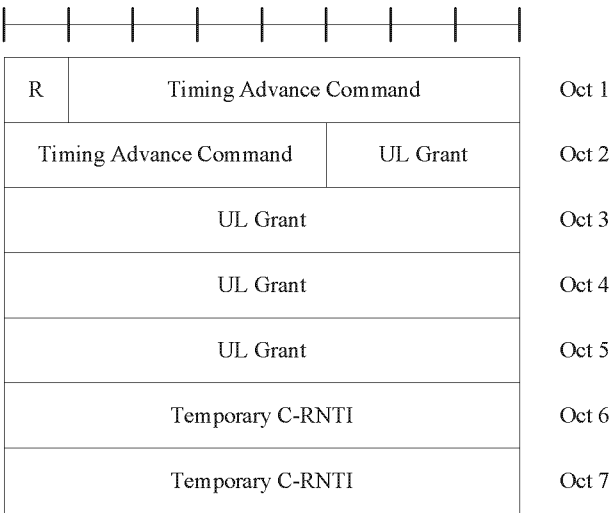 R Timing Advance Command Oct 1
Timing Advance Command UL Grant Oct 2
UL Grant Oct 3
UL Grant Oct 4
UL Grant Oct 5
Temporary C-RNTI Oct 6
Temporary C-RNTI Oct 7